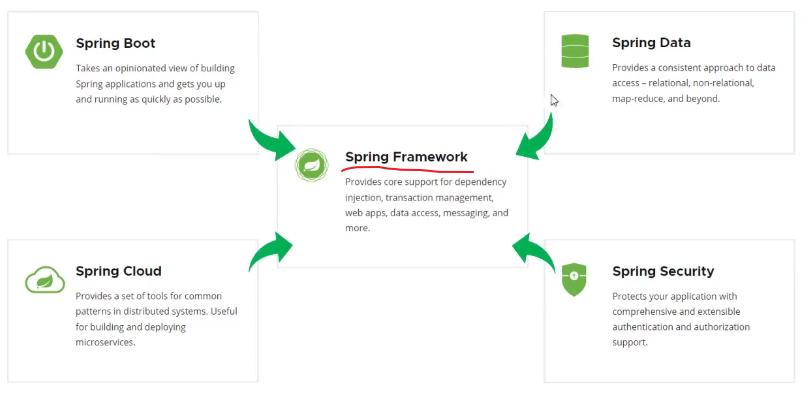 Spring Boot
Takes an opinionated view of building
Spring applications and gets you up
and running as quickly as possible.
Spring Data
Provides a consistent approach to data
access – relational, non-relational,
map-reduce, and beyond.
Spring Framework
Provides core support for dependency
injection, transaction management,
web apps, data access, messaging, and
more.
Spring Cloud
Provides a set of tools for common
patterns in distributed systems. Useful
for building and deploying
microservices.
Spring Security
Protects your application with
comprehensive and extensible
authentication and authorization
support.